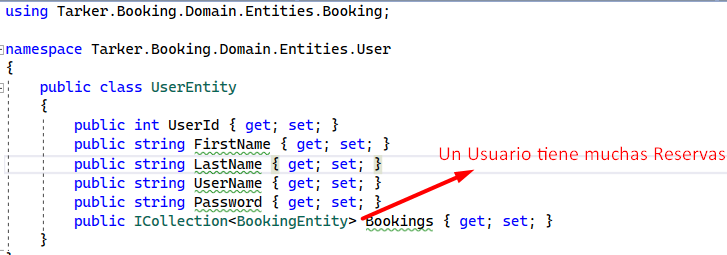 using Tarker.Booking.Domain.Entities.Booking;
namespace Tarker.Booking.Domain.Entities.User
{
public class UserEntity
{
public int UserId { get; set; }
public string FirstName { get; set; }
Un Usuario tiene muchas Reservas
public string LastName { get; set; }
public string UserName { get; set; }
public string Password { get; set; }
public ICollection<BookingEntity> Bookings { get; set; }
}
}